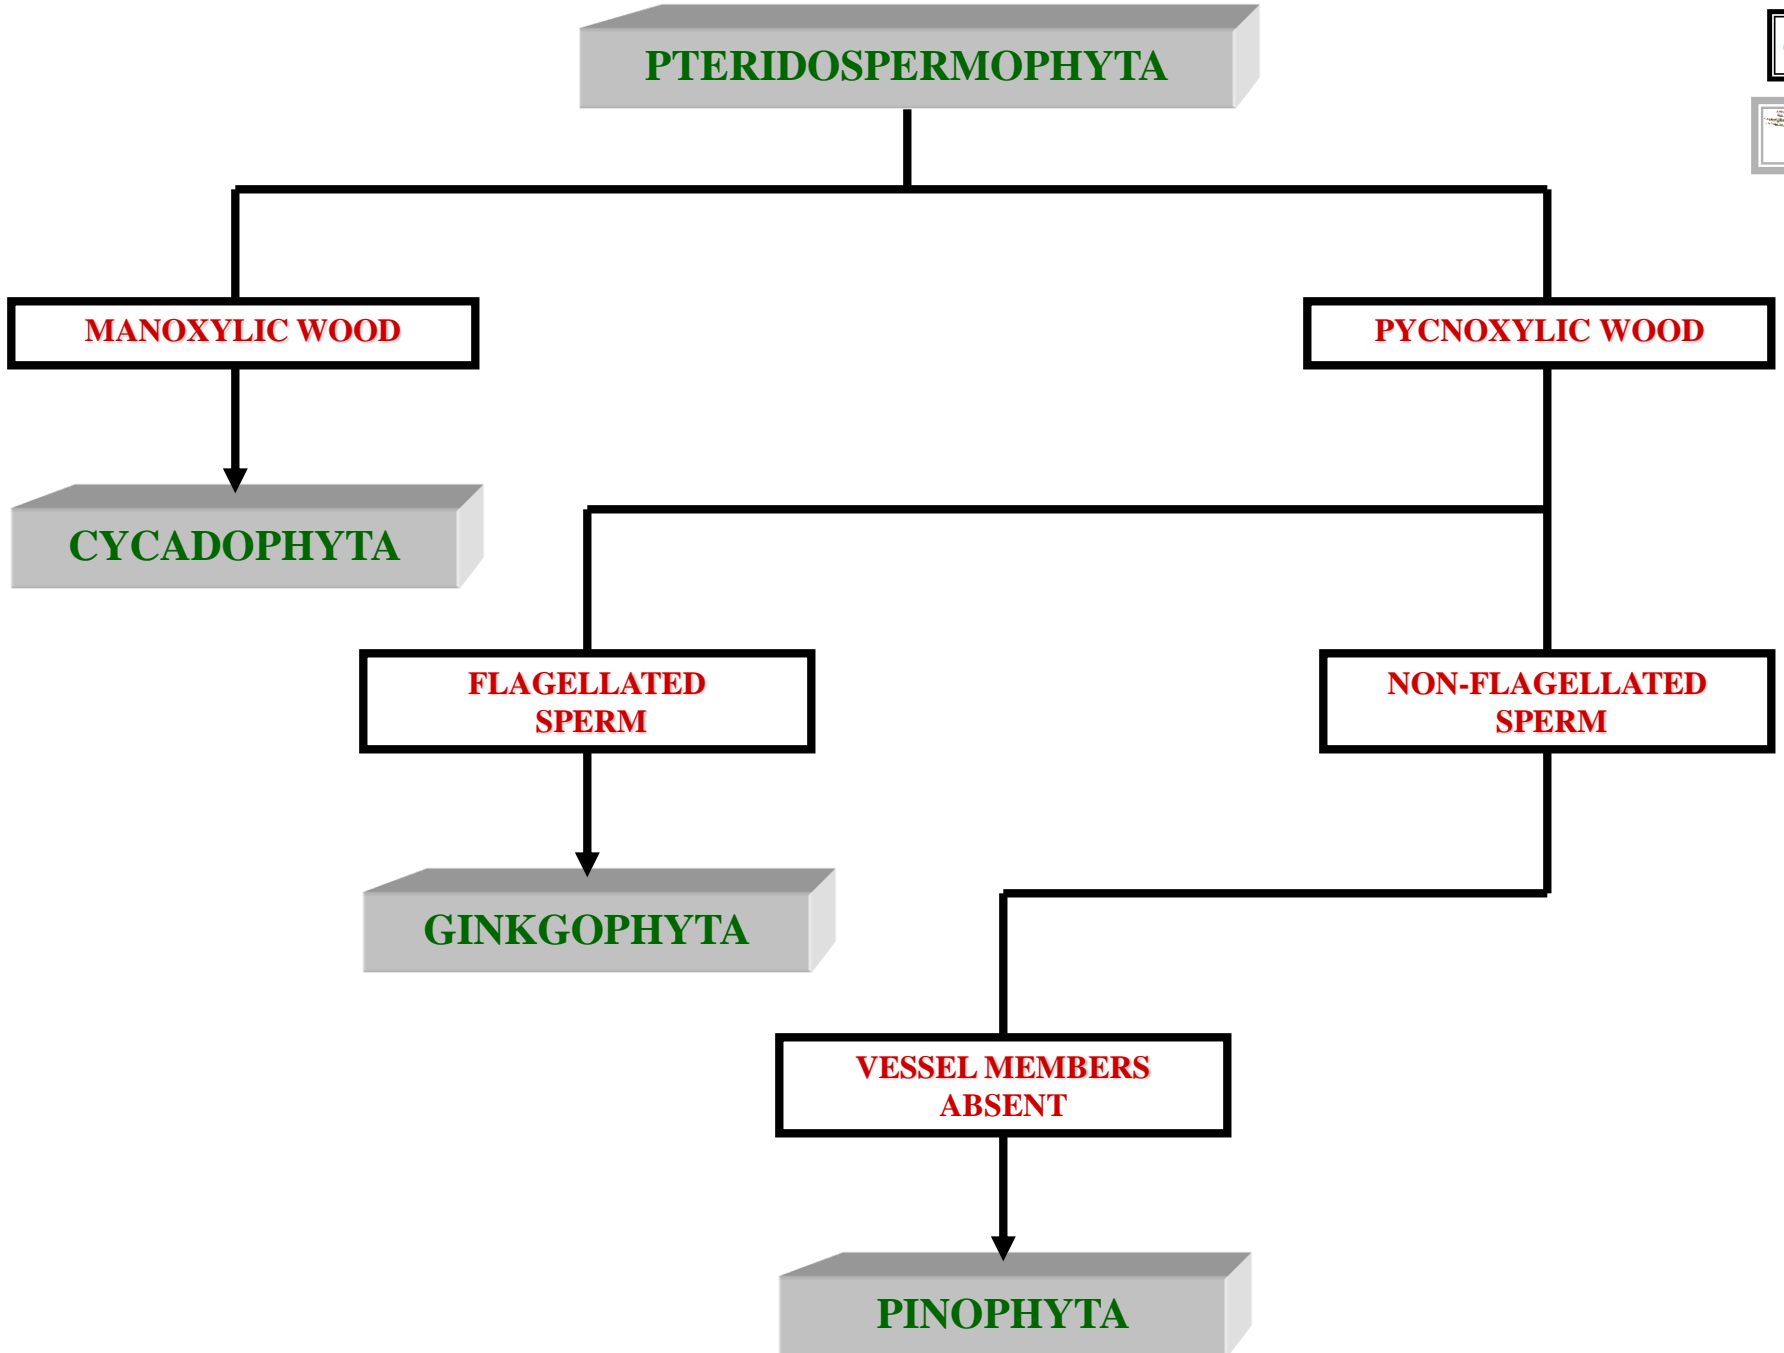 PTERIDOSPERMOPHYTA
MANOXYLIC WOOD
PYCNOXYLIC WOOD
CYCADOPHYTA
FLAGELLATED
SPERM
NON-FLAGELLATED
SPERM
GINKGOPHYTA
VESSEL MEMBERS
ABSENT
PINOPHYTA